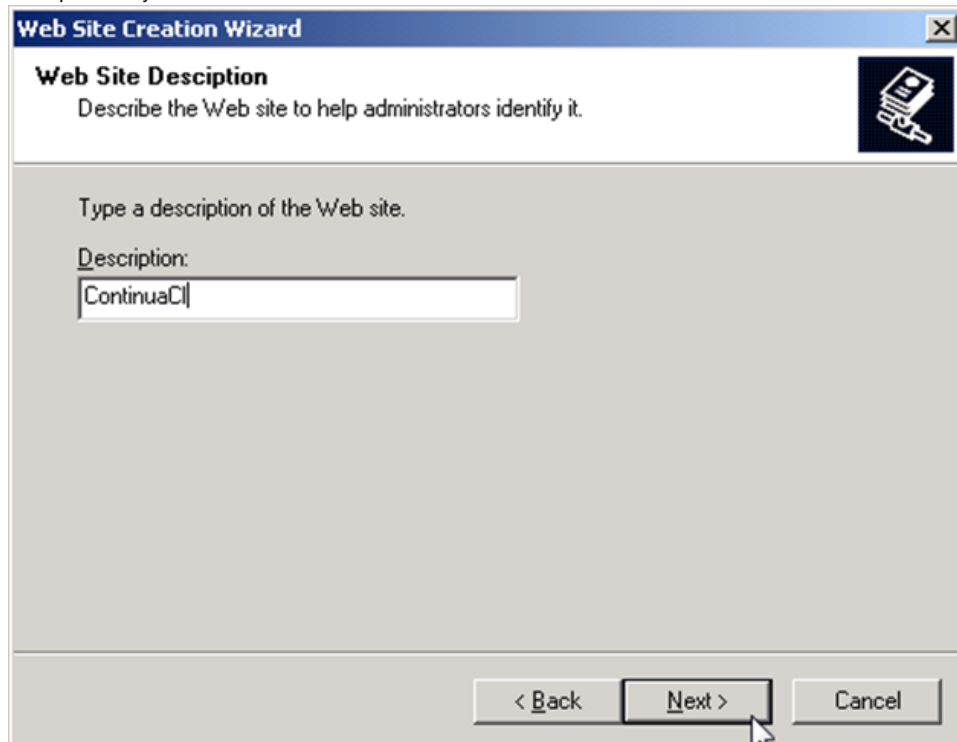 Web Site Creation Wizard
Web Site Desciption
Describe the Web site to help administrators identify it.
Type a description of the Web site.
Description:
ContinuaCI
< Back Next > Cancel